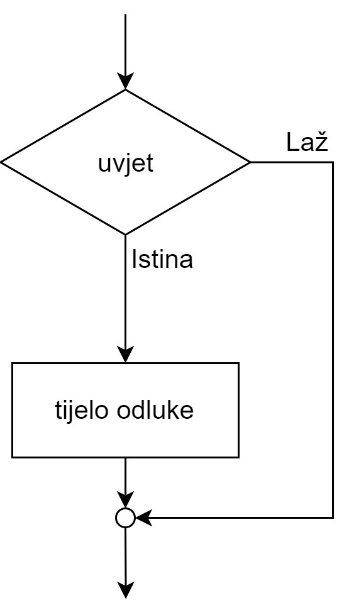 Laž
uvjet
Istina
tijelo odluke